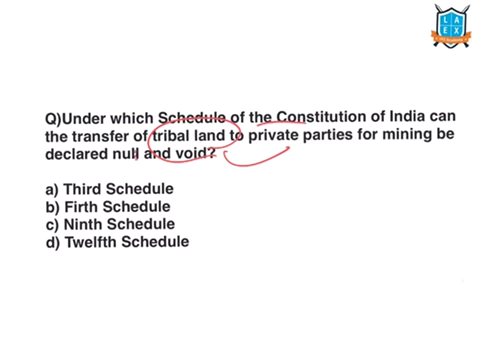 L A
E X
Q)Under which Schedule of the Constitution of India can
the transfer of tribal land to private parties for mining be
declared null and void?
a) Third Schedule
b) Firth Schedule
c) Ninth Schedule
d) Twelfth Schedule